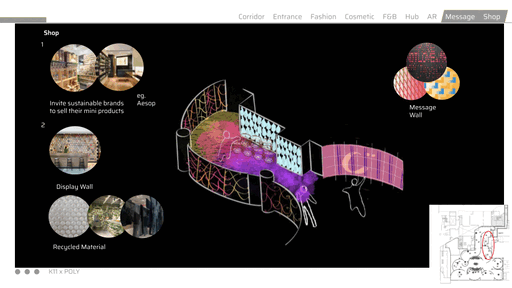 Corridor Entrance Fashion Cosmetic F&B Hub AR Message Shop
Shop
1
eg.
Aesop
Invite sustainable brands
to sell their mini products
2
Display Wall
Recycled Material
Message
Wall
K11 x POLY